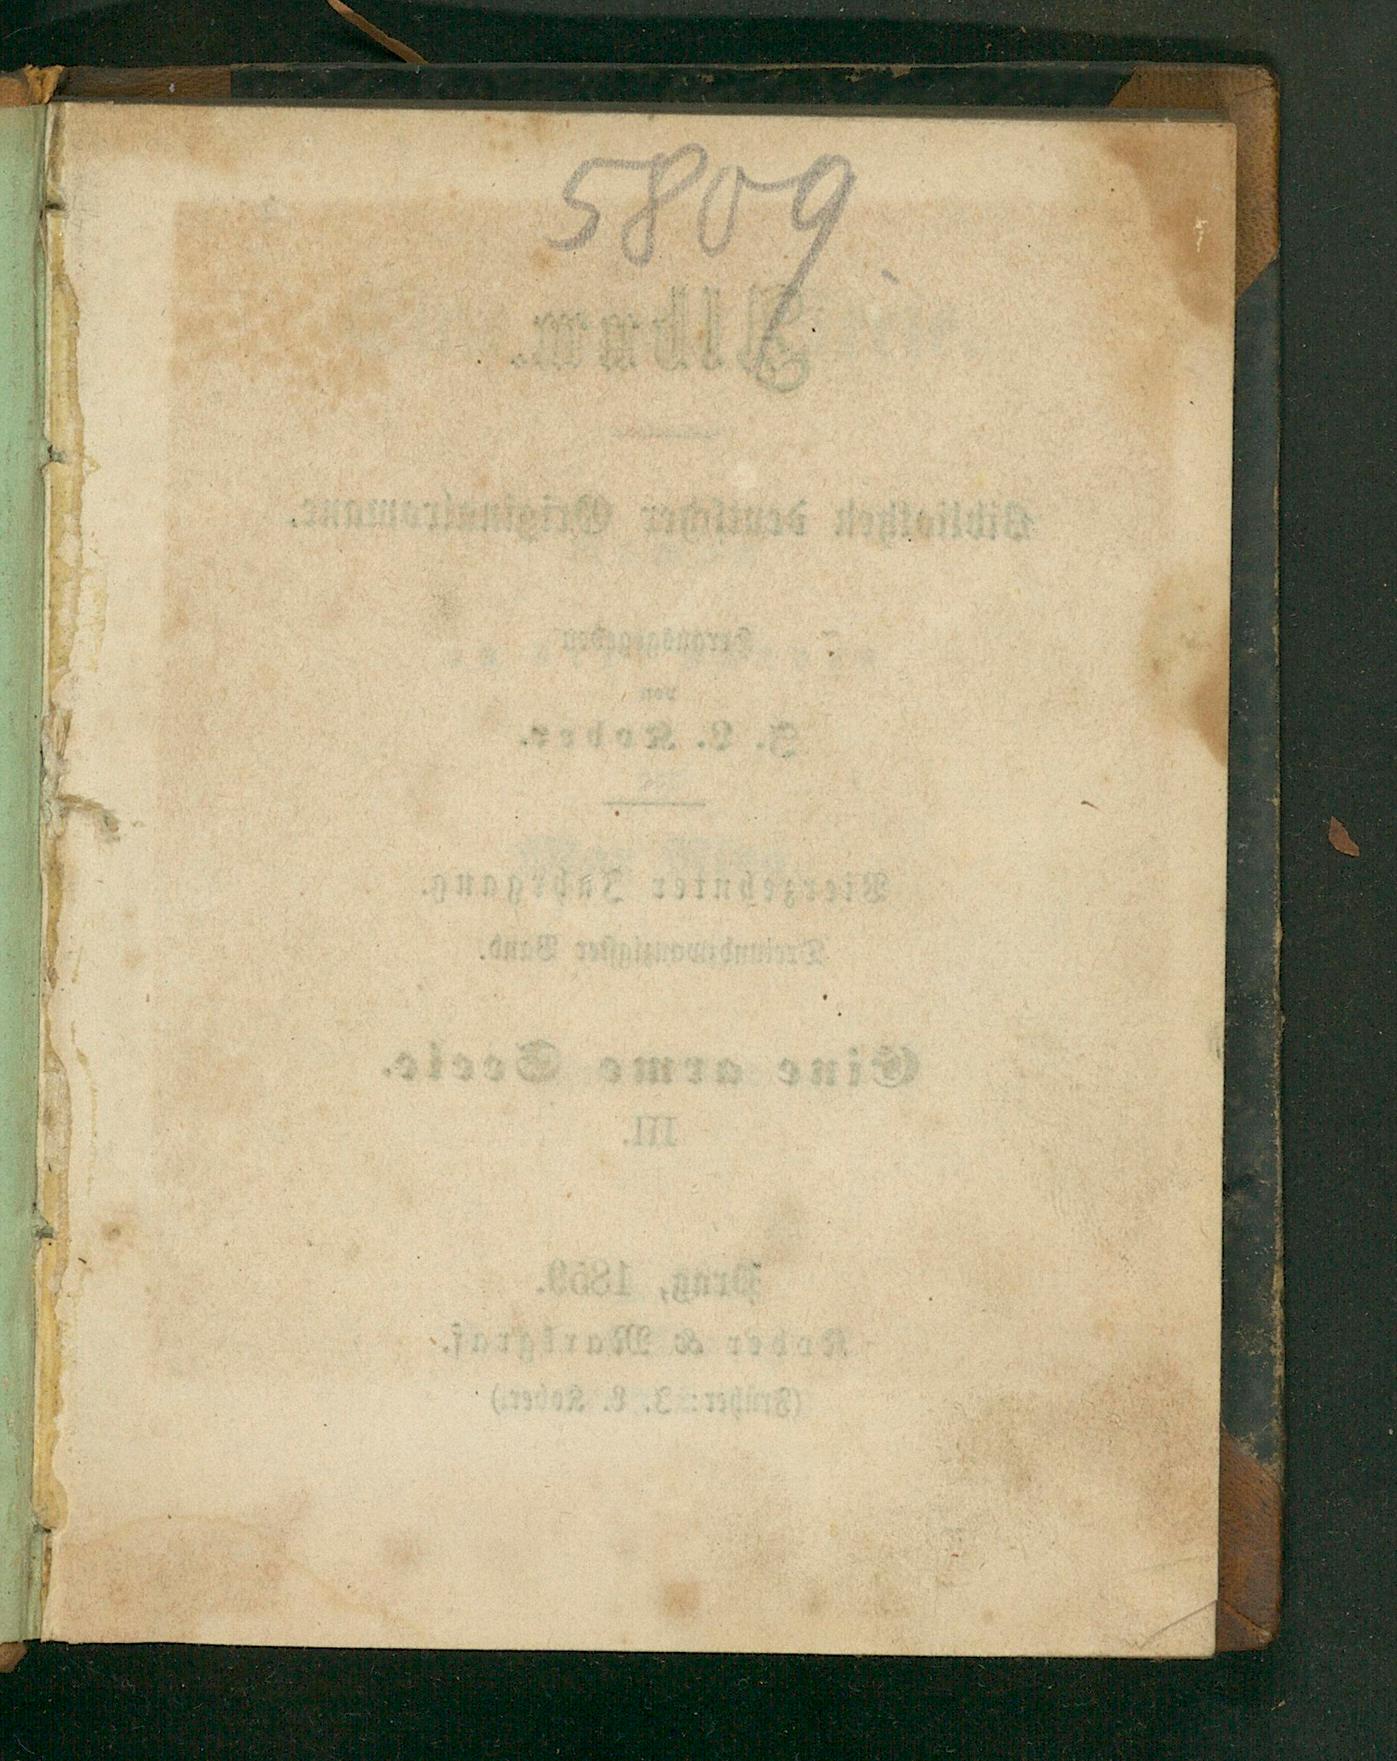 5809.
Album.
Bibliothek deutscher Originalromane.
Herausgegeben
von
J. L. Kober.
Vierzehnter Jahrgang.
Dreiundzwanzigster Band.
Eine arme Seele.
III.
Prag, 1859.
Kober & Markgraf.
(Früher: J. L. Kober.)